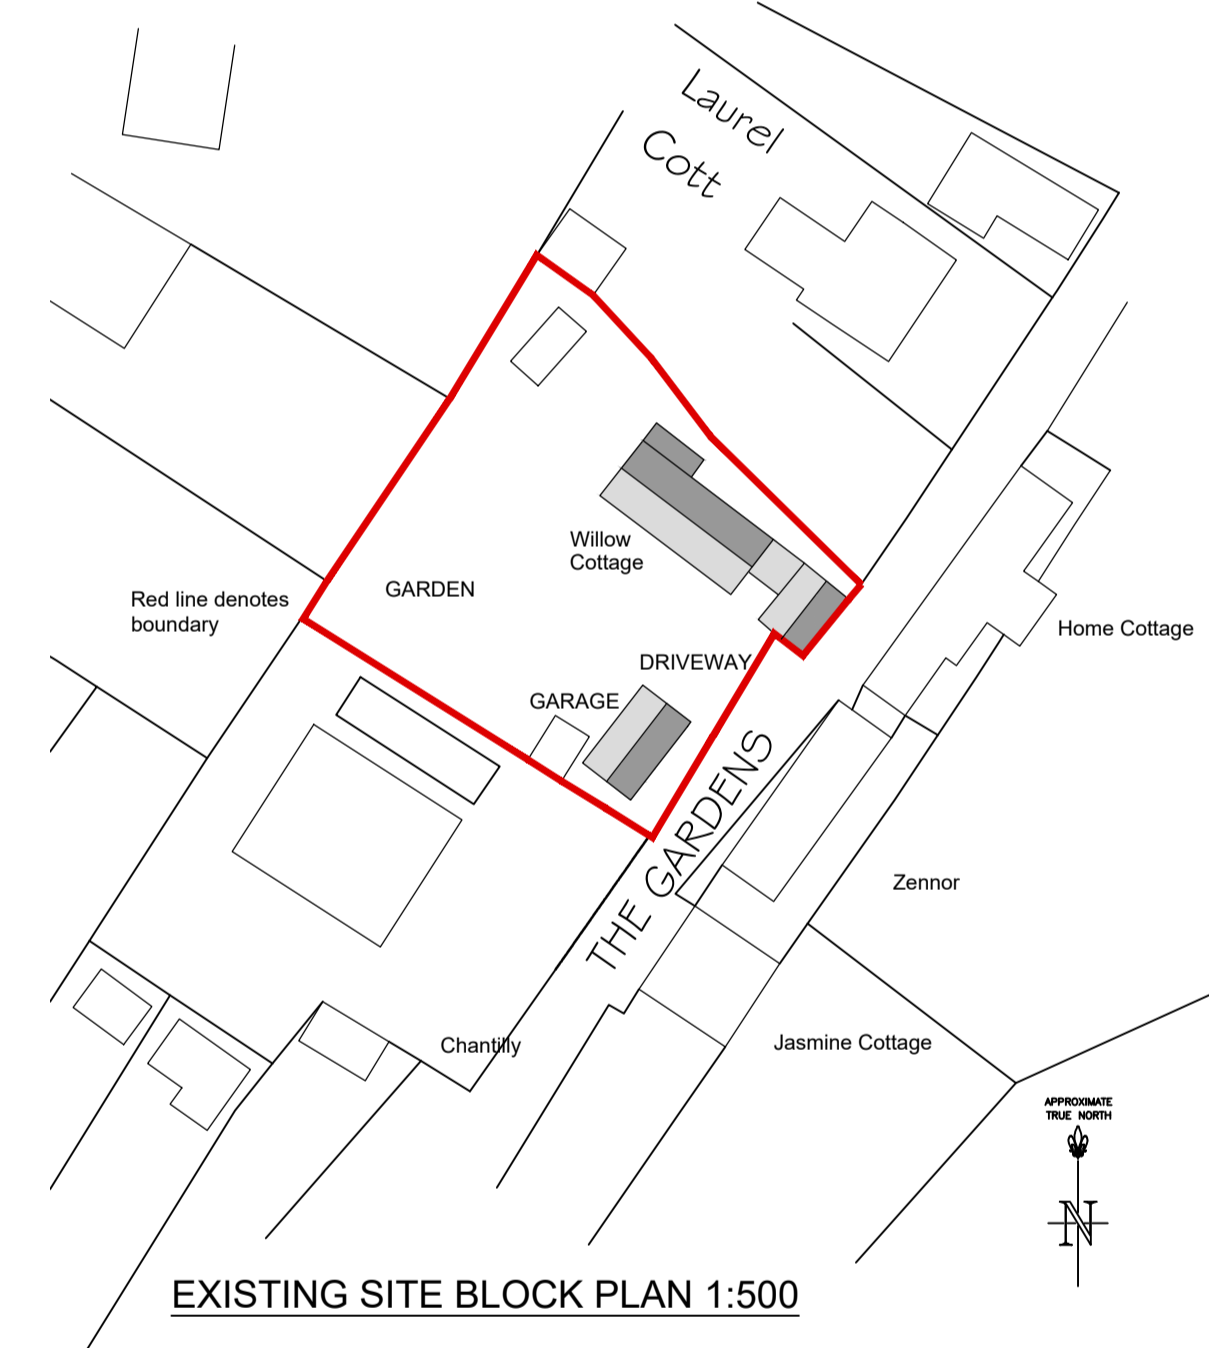 Laurel
Cott
Willow
Cottage
GARDEN
Red line denotes
boundary
Home Cottage
DRIVEWAY
GARAGE
THE GARDENS
Zennor
Chantilly
Jasmine Cottage
APPROXIMATE
TRUE NORTH
N
EXISTING SITE BLOCK PLAN 1:500